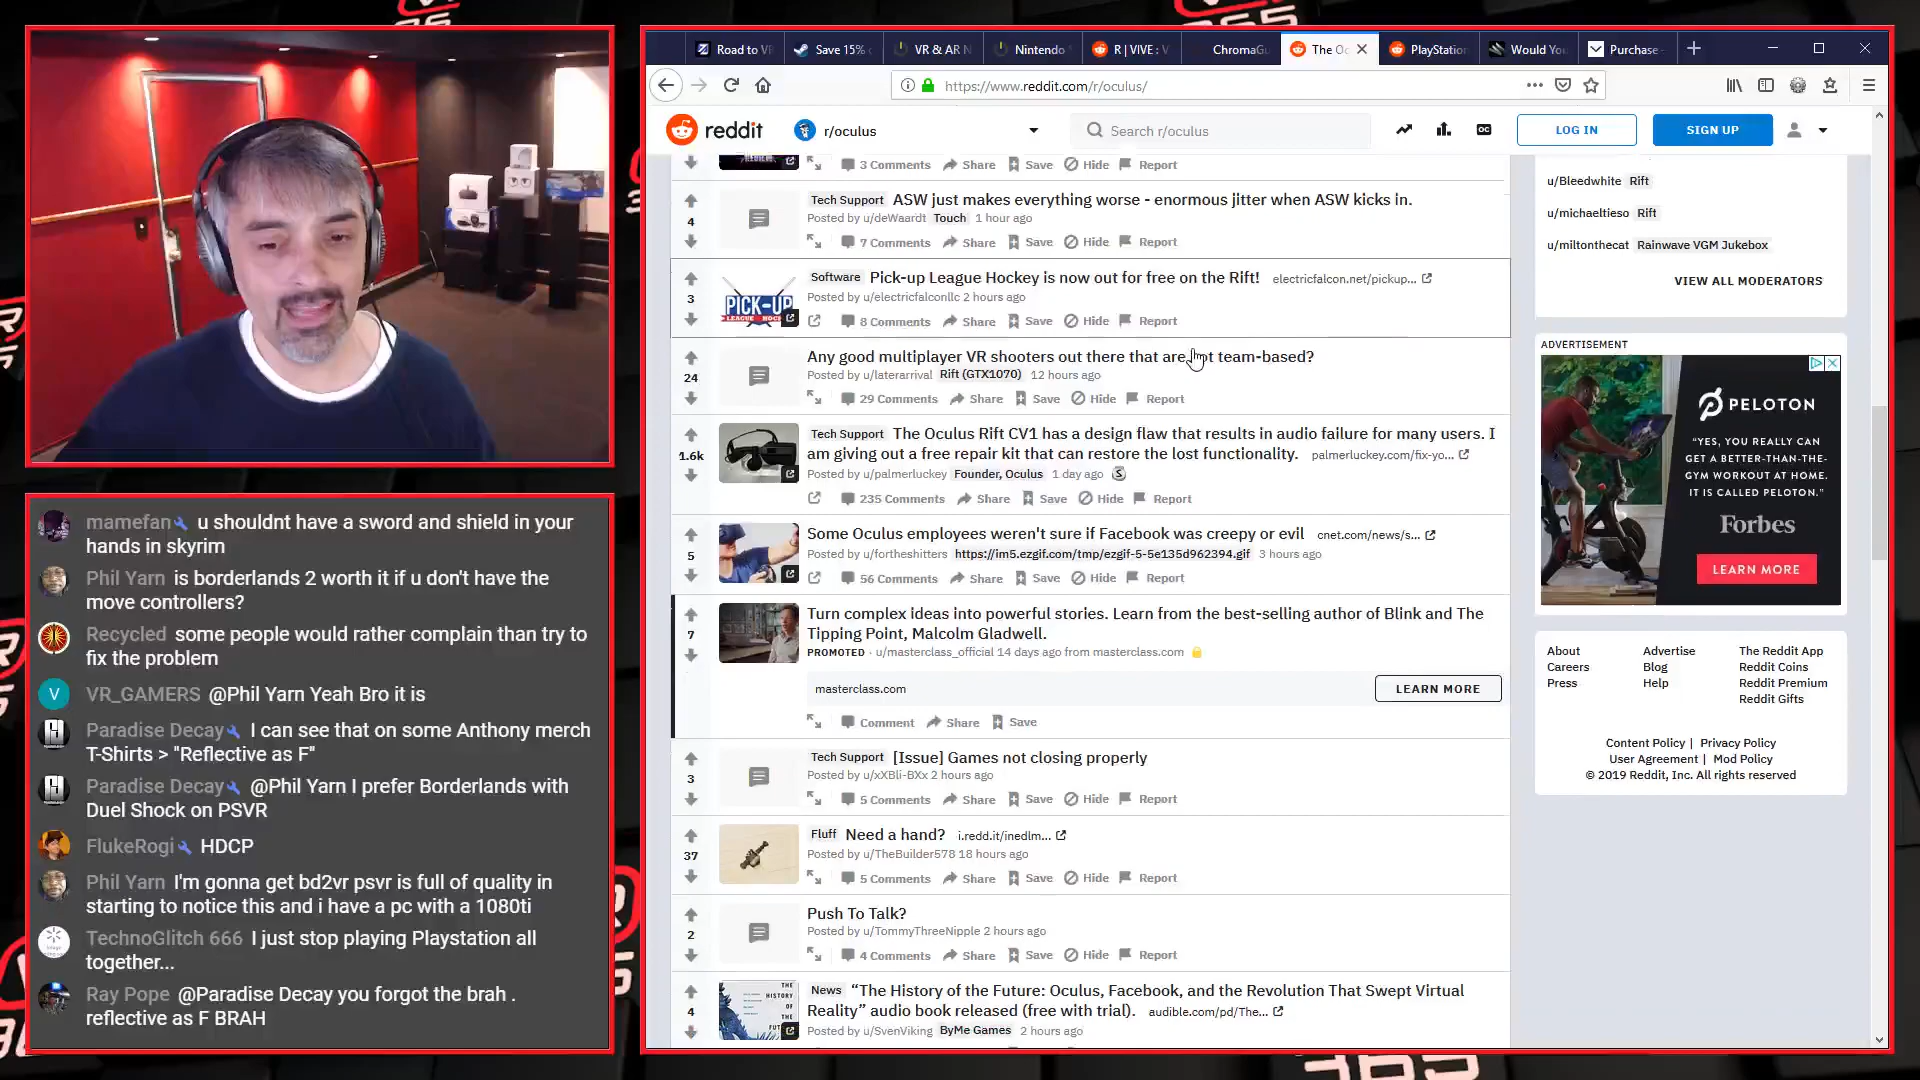 Road to VI
Save 15%
VR & AR N
Nintendo
R | VIVE : V
ChromaGu
The Oc
PlayStation
Would You
Purchase
https://www.reddit.com/r/oculus/
reddit
r/oculus
Search r/oculus
LOG IN
SIGN UP
3 Comments Share Save Hide Report
4
Tech Support ASW just makes everything worse - enormous jitter when ASW kicks in.
Posted by u/deWaardt Touch 1 hour ago
7 Comments Share Save Hide Report
3
PICK-UP
LEAGUE HOCKEY
Software Pick-up League Hockey is now out for free on the Rift! electricfalcon.net/pickup...
Posted by u/electricfalconllc 2 hours ago
8 Comments Share Save Hide Report
24
Any good multiplayer VR shooters out there that are not team-based?
Posted by u/laterarrival Rift (GTX1070) 12 hours ago
29 Comments Share Save Hide Report
1.6k
Tech Support The Oculus Rift CV1 has a design flaw that results in audio failure for many users. I
am giving out a free repair kit that can restore the lost functionality. palmerluckey.com/fix-yo...
Posted by u/palmerluckey Founder, Oculus 1 day ago
235 Comments Share Save Hide Report
5
Some Oculus employees weren't sure if Facebook was creepy or evil cnet.com/news/s...
Posted by u/fortheshitters https://im5.ezgif.com/tmp/ezgif-5-5e135d962394.gif 3 hours ago
56 Comments Share Save Hide Report
7
Turn complex ideas into powerful stories. Learn from the best-selling author of Blink and The
Tipping Point, Malcolm Gladwell.
PROMOTED · u/masterclass_official 14 days ago from masterclass.com
masterclass.com
LEARN MORE
Comment Share Save
3
Tech Support [Issue] Games not closing properly
Posted by u/xXBli-BXx 2 hours ago
5 Comments Share Save Hide Report
37
Fluff Need a hand? i.redd.it/inedlm...
Posted by u/TheBuilder578 18 hours ago
5 Comments Share Save Hide Report
2
Push To Talk?
Posted by u/TommyThreeNipple 2 hours ago
4 Comments Share Save Hide Report
4
THE
HISTORY
OF THE
News “The History of the Future: Oculus, Facebook, and the Revolution That Swept Virtual
Reality” audio book released (free with trial). audible.com/pd/The...
Posted by u/SvenViking ByMe Games 2 hours ago
u/Bleedwhite Rift
u/michaeltieso Rift
u/miltonthecat Rainwave VGM Jukebox
VIEW ALL MODERATORS
ADVERTISEMENT
PELOTON
“YES, YOU REALLY CAN
GET A BETTER-THAN-THE-
GYM WORKOUT AT HOME.
IT IS CALLED PELOTON.”
Forbes
LEARN MORE
About Advertise The Reddit App
Careers Blog Reddit Coins
Press Help Reddit Premium
Reddit Gifts
Content Policy | Privacy Policy
User Agreement | Mod Policy
© 2019 Reddit, Inc. All rights reserved
mamefan u shouldnt have a sword and shield in your
hands in skyrim
Phil Yarn is borderlands 2 worth it if u don't have the
move controllers?
Recycled some people would rather complain than try to
fix the problem
V VR_GAMERS @Phil Yarn Yeah Bro it is
Paradise Decay I can see that on some Anthony merch
T-Shirts > "Reflective as F"
Paradise Decay @Phil Yarn I prefer Borderlands with
Duel Shock on PSVR
FlukeRogi HDCP
Phil Yarn I'm gonna get bd2vr psvr is full of quality in
starting to notice this and i have a pc with a 1080ti
TechnoGlitch 666 I just stop playing Playstation all
together...
Ray Pope @Paradise Decay you forgot the brah .
reflective as F BRAH